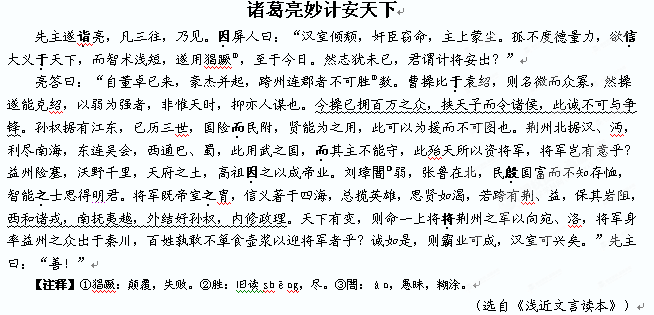 诸葛亮妙计安天下
先主遂诣亮，凡三往，乃见。因屏人曰：“汉室倾颓，奸臣窃命，主上蒙尘。孤不度德量力，欲信
大义于天下，而智术浅短，遂用猖蹶①，至于今日。然志犹未已，君谓计将安出？”
亮答曰：“自董卓已来，豪杰并起，跨州连郡者不可胜②数。曹操比于袁绍，则名微而众寡，然操
遂能克绍，以弱为强者，非惟天时，抑亦人谋也。今操已拥百万之众，挟天子而令诸侯，此诚不可与争
锋。孙权据有江东，已历三世，国险而民附，贤能为之用，此可以为援而不可图也。荆州北据汉、沔，
利尽南海，东连吴会，西通巴、蜀，此用武之国，而其主不能守，此殆天所以资将军，将军岂有意乎？
益州险塞，沃野千里，天府之土，高祖因之以成帝业。刘璋闇③弱，张鲁在北，民殷国富而不知存恤，
智能之士思得明君。将军既帝室之胄，信义著于四海，总揽英雄，思贤如渴，若跨有荆、益，保其岩阻，
西和诸戎，南抚夷越，外结好孙权，内修政理。天下有变，则命一上将将荆州之军以向宛、洛，将军身
率益州之众出于秦川，百姓孰敢不箪食壶浆以迎将军者乎？诚如是，则霸业可成，汉室可兴矣。”先主
曰：“善！”
【注释】①猖蹶：颠覆，失败。②胜：旧读shēng，尽。③闇：àn，愚昧，糊涂。
（选自《浅近文言读本》）